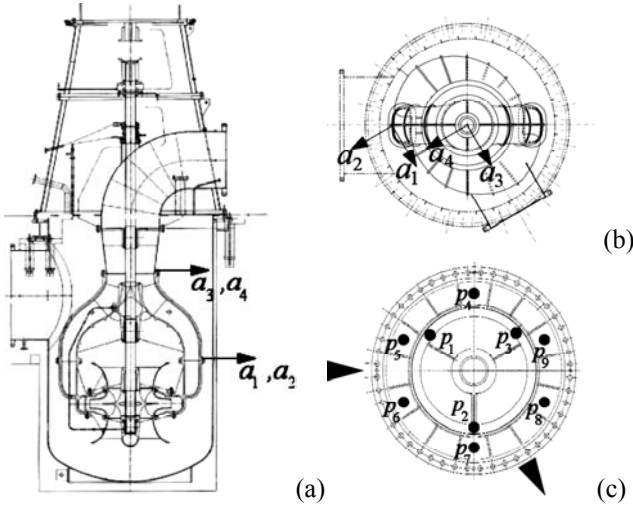 a₃ , a₄
a₁ , a₂
(a)
a₂
a₁
a₄
a₃
(b)
p₄
p₅
p₁
p₃
p₉
p₆
p₂
p₈
p₇
(c)